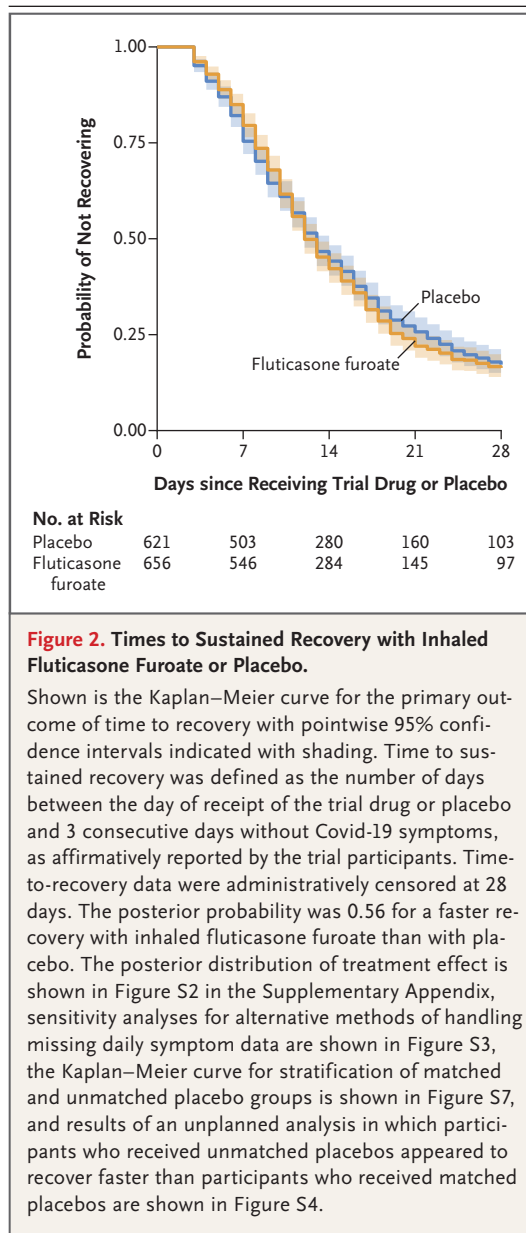 1.00
0.75
0.50
0.25
0.00
Probability of Not Recovering
Placebo
Fluticasone furoate
0 7 14 21 28
Days since Receiving Trial Drug or Placebo
No. at Risk
Placebo 621 503 280 160 103
Fluticasone 656 546 284 145 97
furoate
Figure 2. Times to Sustained Recovery with Inhaled
Fluticasone Furoate or Placebo.
Shown is the Kaplan–Meier curve for the primary out-
come of time to recovery with pointwise 95% confi-
dence intervals indicated with shading. Time to sus-
tained recovery was defined as the number of days
between the day of receipt of the trial drug or placebo
and 3 consecutive days without Covid-19 symptoms,
as affirmatively reported by the trial participants. Time-
to-recovery data were administratively censored at 28
days. The posterior probability was 0.56 for a faster re-
covery with inhaled fluticasone furoate than with pla-
cebo. The posterior distribution of treatment effect is
shown in Figure S2 in the Supplementary Appendix,
sensitivity analyses for alternative methods of handling
missing daily symptom data are shown in Figure S3,
the Kaplan–Meier curve for stratification of matched
and unmatched placebo groups is shown in Figure S7,
and results of an unplanned analysis in which partici-
pants who received unmatched placebos appeared to
recover faster than participants who received matched
placebos are shown in Figure S4.